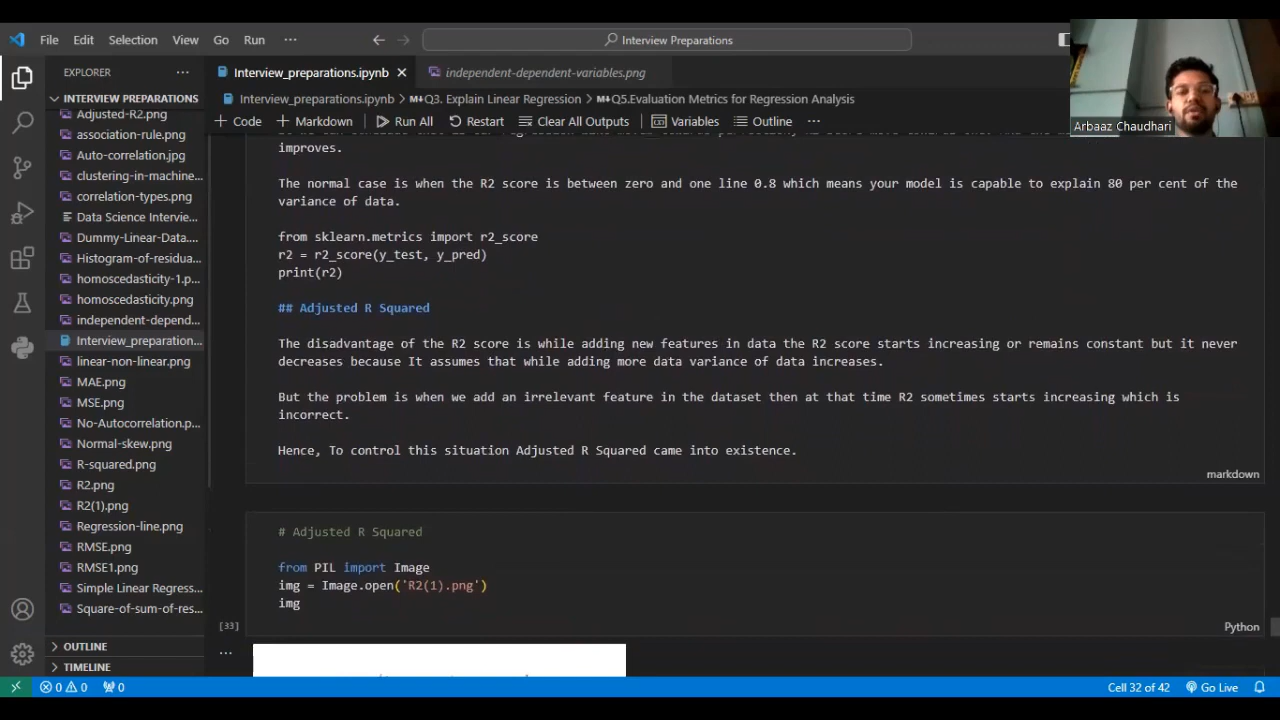 File Edit Selection View Go Run ··· Interview Preparations
EXPLORER ···
INTERVIEW PREPARATIONS
Adjusted-R2.png
association-rule.png
Auto-correlation.jpg
clustering-in-machine...
correlation-types.png
Data Science Intervie...
Dummy-Linear-Data....
Histogram-of-residua...
homoscedasticity-1.p...
homoscedasticity.png
independent-depend...
Interview_preparation...
linear-non-linear.png
MAE.png
MSE.png
No-Autocorrelation.p...
Normal-skew.png
R-squared.png
R2.png
R2(1).png
Regression-line.png
RMSE.png
RMSE1.png
Simple Linear Regress...
Square-of-sum-of-res...
OUTLINE
TIMELINE
Interview_preparations.ipynb independent-dependent-variables.png
Interview_preparations.ipynb > Q3. Explain Linear Regression > Q5.Evaluation Metrics for Regression Analysis
+ Code + Markdown Run All Restart Clear All Outputs Variables Outline ···
Arbaaz Chaudhari
improves.
The normal case is when the R2 score is between zero and one line 0.8 which means your model is capable to explain 80 per cent of the
variance of data.
from sklearn.metrics import r2_score
r2 = r2_score(y_test, y_pred)
print(r2)
## Adjusted R Squared
The disadvantage of the R2 score is while adding new features in data the R2 score starts increasing or remains constant but it never
decreases because It assumes that while adding more data variance of data increases.
But the problem is when we add an irrelevant feature in the dataset then at that time R2 sometimes starts increasing which is
incorrect.
Hence, To control this situation Adjusted R Squared came into existence.
markdown
# Adjusted R Squared
from PIL import Image
img = Image.open('R2(1).png')
img
[33]
Python
...
0 0 0 Cell 32 of 42 Go Live